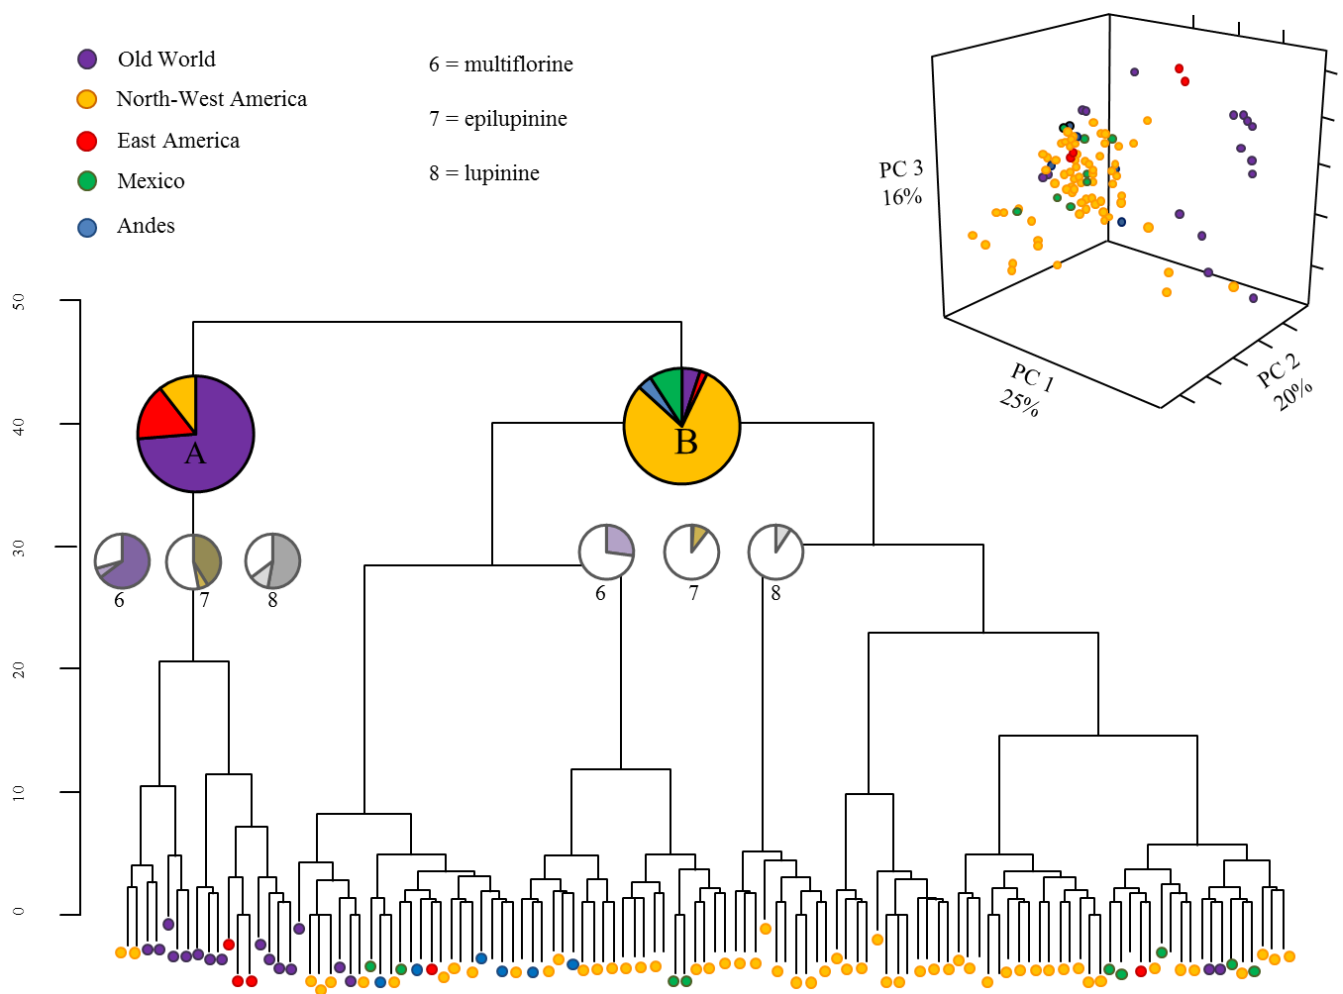 Old World
North-West America
East America
Mexico
Andes
6 = multiflorine
7 = epilupinine
8 = lupinine
PC 3
16%
PC 1
25%
PC 2
20%
50
40
30
20
10
0
A
B
6
7
8
6
7
8